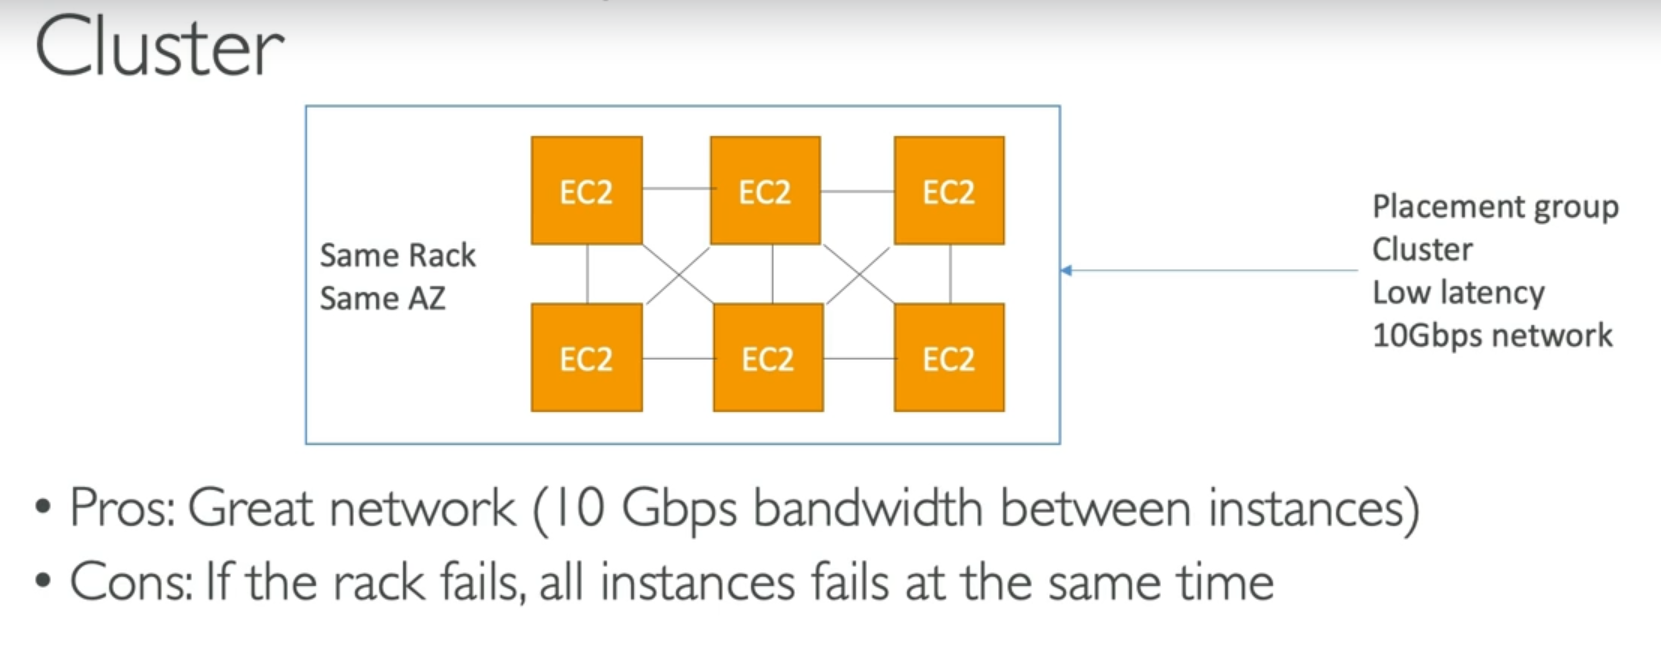 Cluster
EC2 EC2 EC2
Same Rack
Same AZ
EC2 EC2 EC2
Placement group
Cluster
Low latency
10Gbps network
• Pros: Great network (10 Gbps bandwidth between instances)
• Cons: If the rack fails, all instances fails at the same time